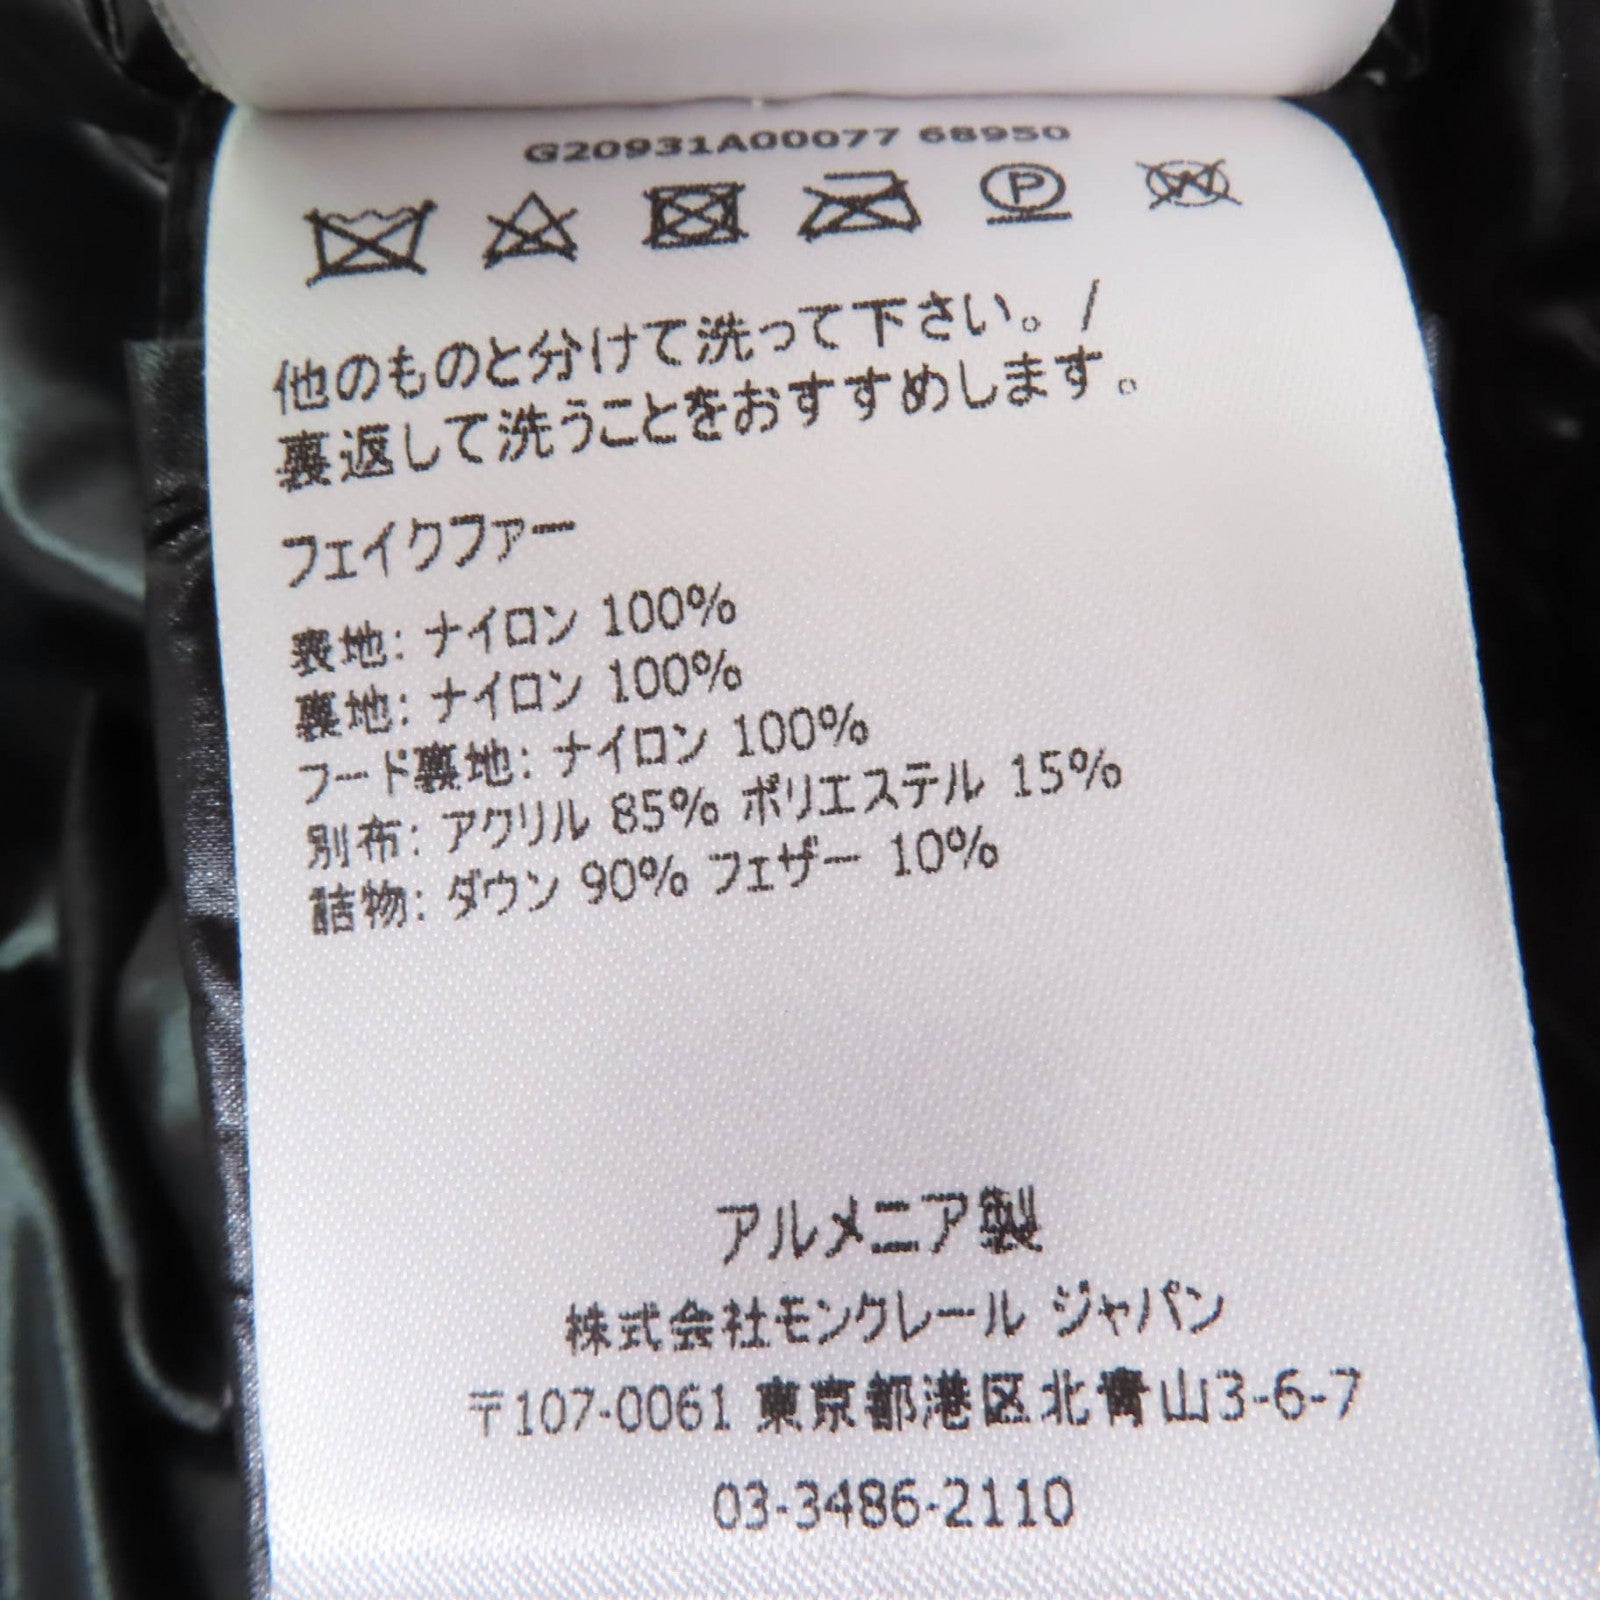 G20931A00077 68950
他のものと分けて洗って下さい。/
裏返して洗うことをおすすめします。
フェイクファー
表地: ナイロン 100%
裏地: ナイロン 100%
フード裏地: ナイロン 100%
別布: アクリル 85% ポリエステル 15%
詰物: ダウン 90% フェザー 10%
アルメニア製
株式会社モンクレール ジャパン
〒107-0061 東京都港区北青山3-6-7
03-3486-2110